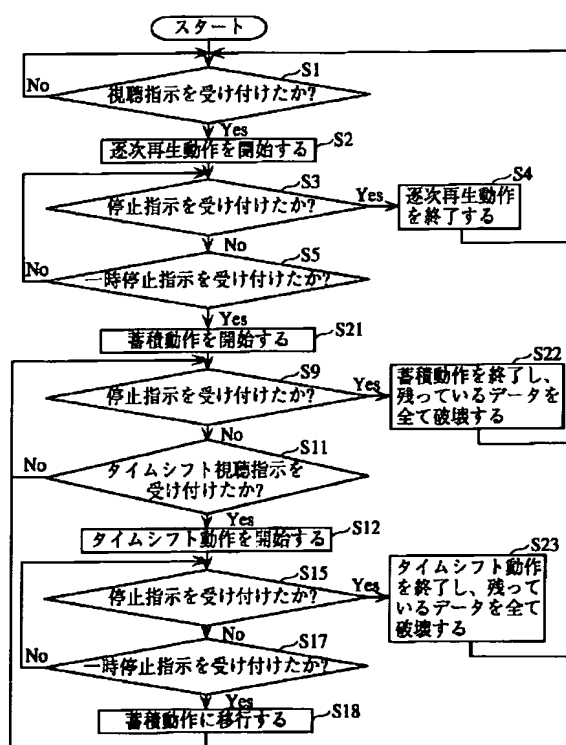 スタート
S1
No
視聴指示を受け付けたか?
Yes
S2
逐次再生動作を開始する
S3
停止指示を受け付けたか?
Yes
S4
逐次再生動作
を終了する
No
S5
No
一時停止指示を受け付けたか?
Yes
S21
蓄積動作を開始する
S9
停止指示を受け付けたか?
Yes
S22
蓄積動作を終了し、
残っているデータを
全て破壊する
No
S11
No
タイムシフト視聴指示を
受け付けたか?
Yes
S12
タイムシフト動作を開始する
S15
停止指示を受け付けたか?
Yes
S23
タイムシフト動作
を終了し、残って
いるデータを全て
破壊する
No
S17
No
一時停止指示を受け付けたか?
Yes
S18
蓄積動作に移行する